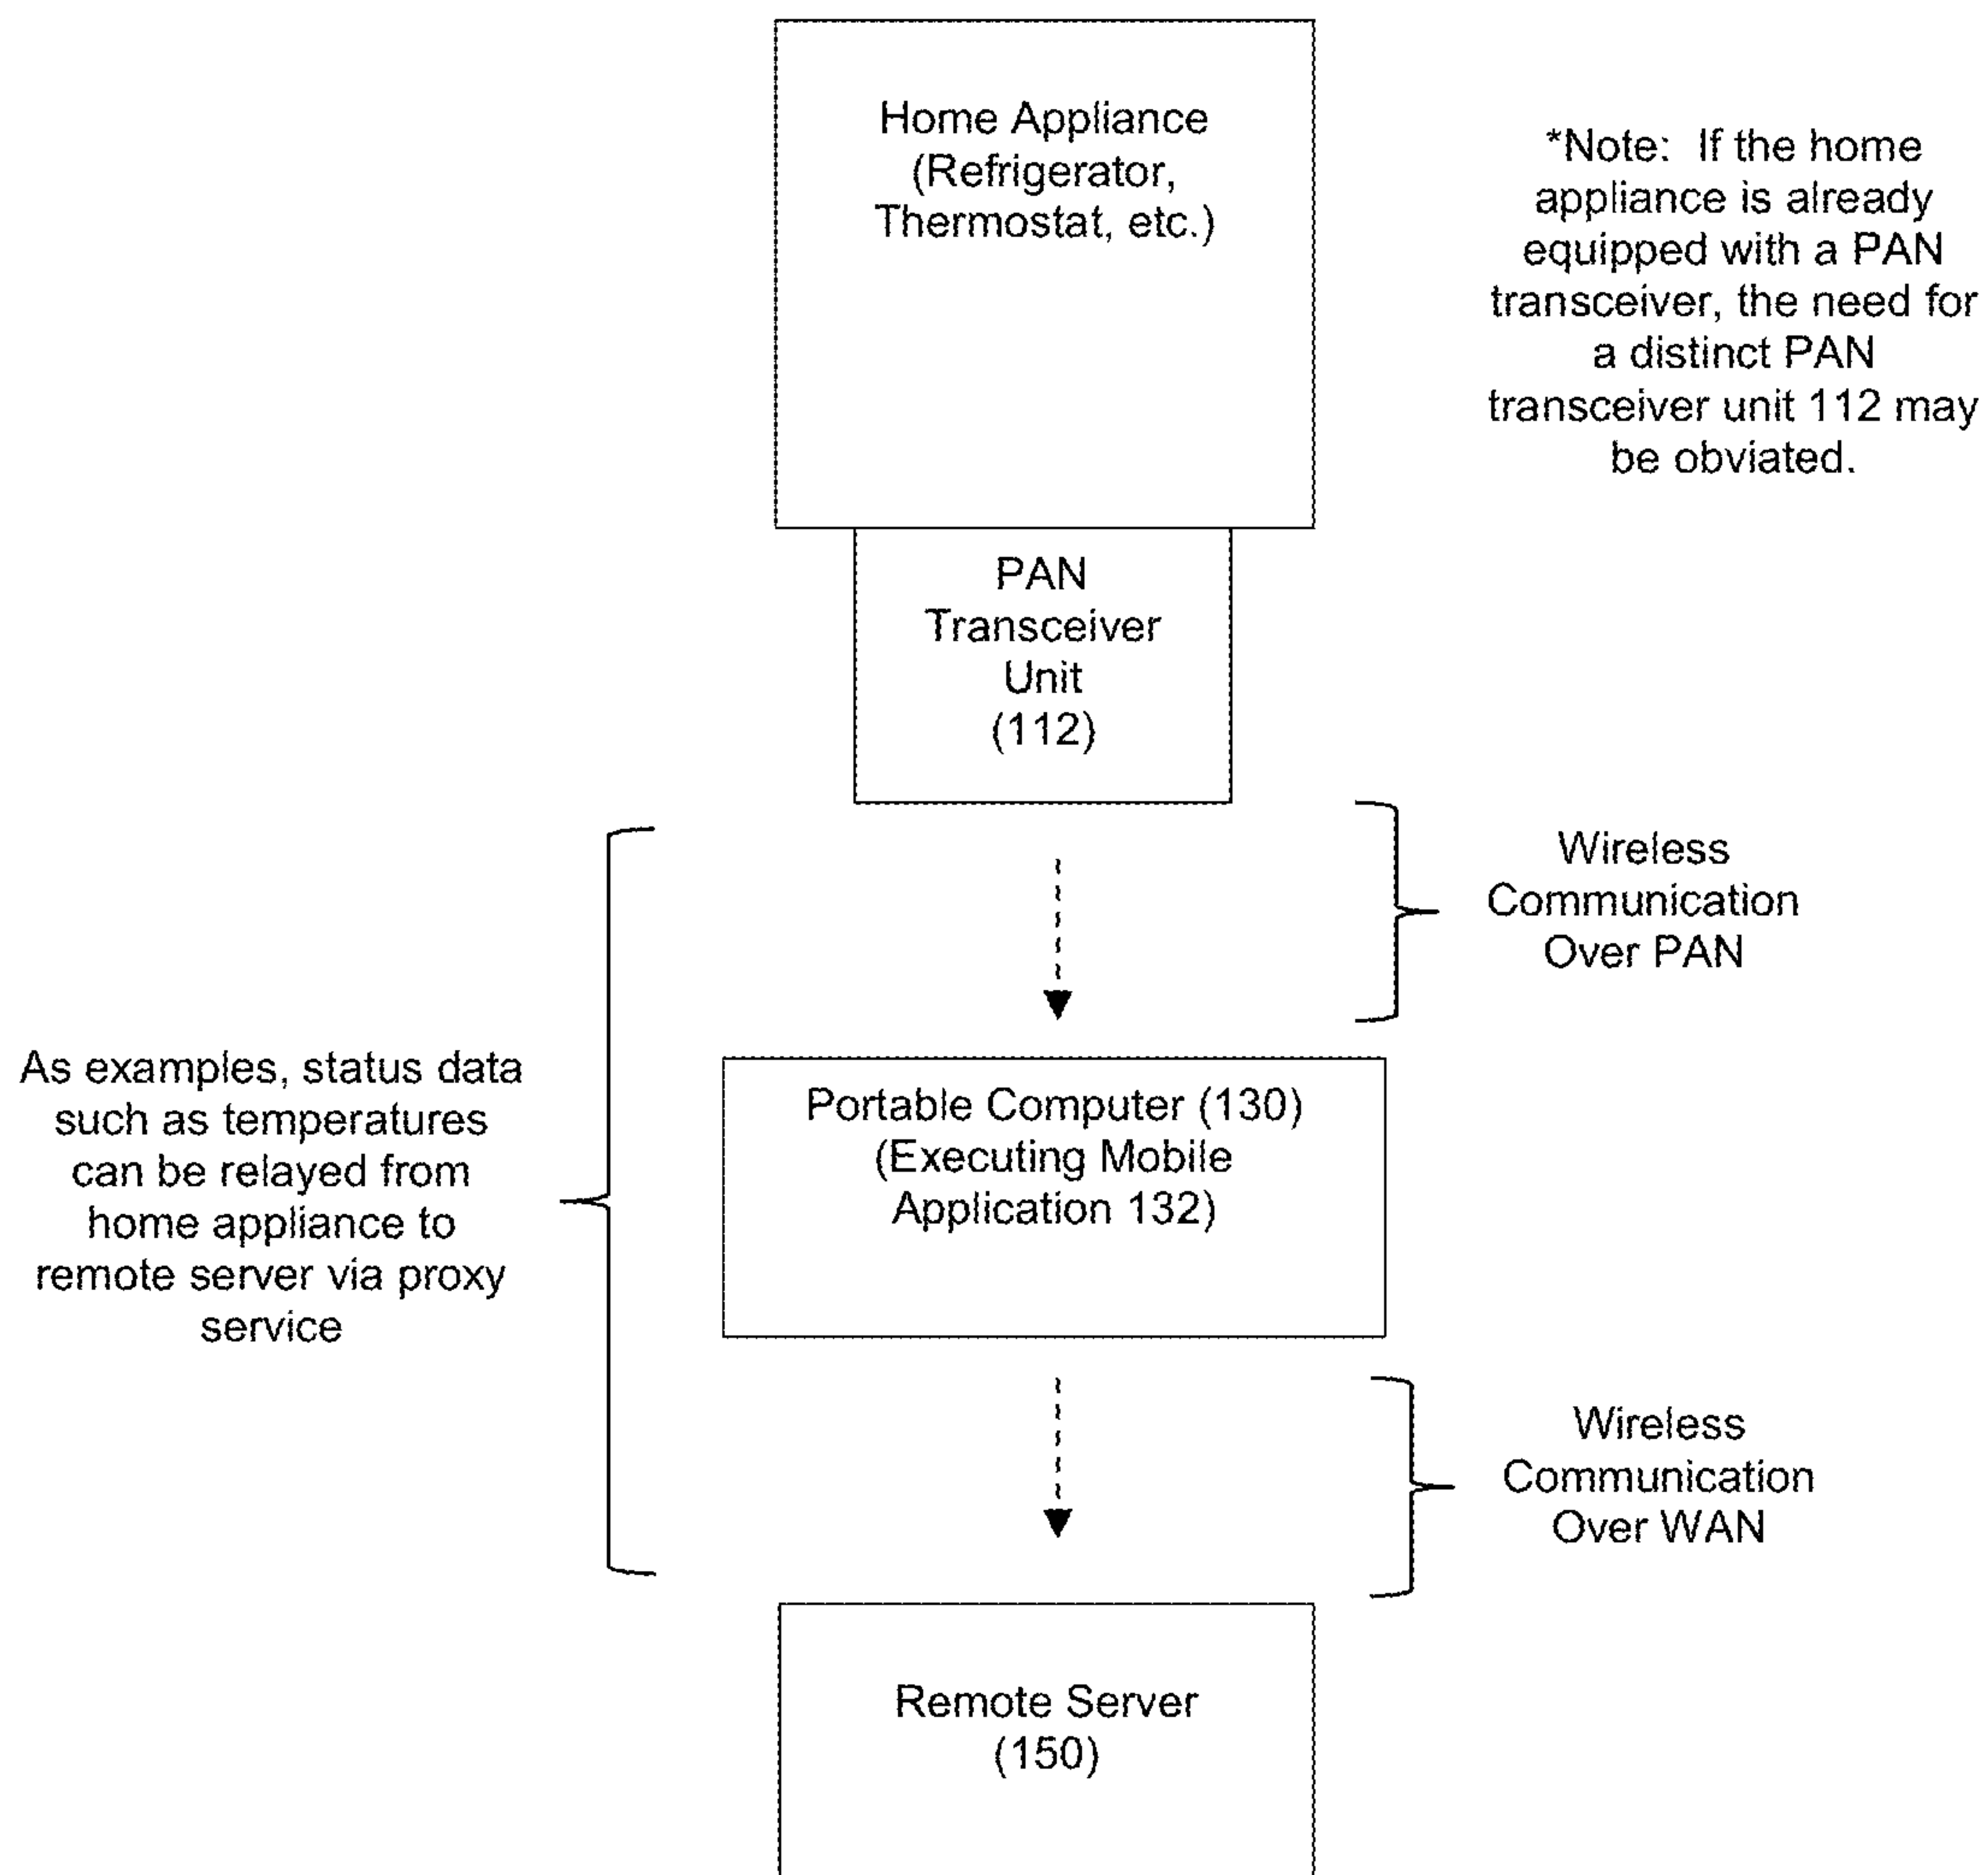 Home Appliance
(Refrigerator,
Thermostat, etc.)
*Note: If the home
appliance is already
equipped with a PAN
transceiver, the need for
a distinct PAN
transceiver unit 112 may
be obviated.
PAN
Transceiver
Unit
(112)
Wireless
Communication
Over PAN
As examples, status data
such as temperatures
can be relayed from
home appliance to
remote server via proxy
service
Portable Computer (130)
(Executing Mobile
Application 132)
Wireless
Communication
Over WAN
Remote Server
(150)